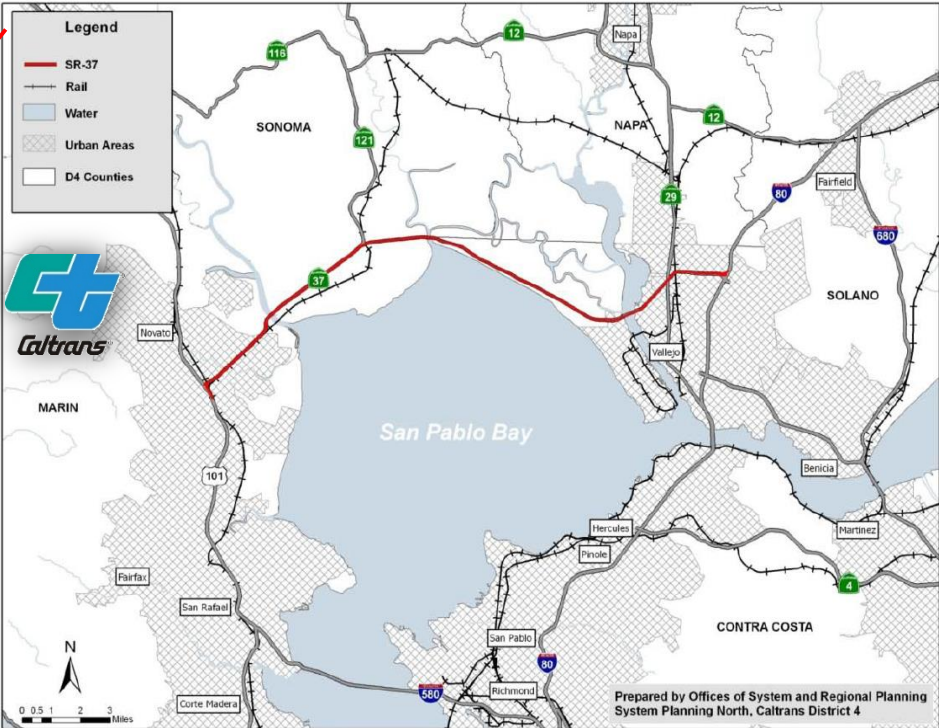 Legend
SR-37
Rail
Water
Urban Areas
D4 Counties
116
12
Napa
SONOMA
121
NAPA
12
29
80
Fairfield
680
37
SOLANO
Caltrans
Novato
Vallejo
MARIN
San Pablo Bay
101
Benicia
Hercules
Martinez
Pinole
Fairfax
4
San Rafael
CONTRA COSTA
San Pablo
N
80
Richmond
580
Corte Madera
0 0.5 1 2 3 Miles
Prepared by Offices of System and Regional Planning
System Planning North, Caltrans District 4